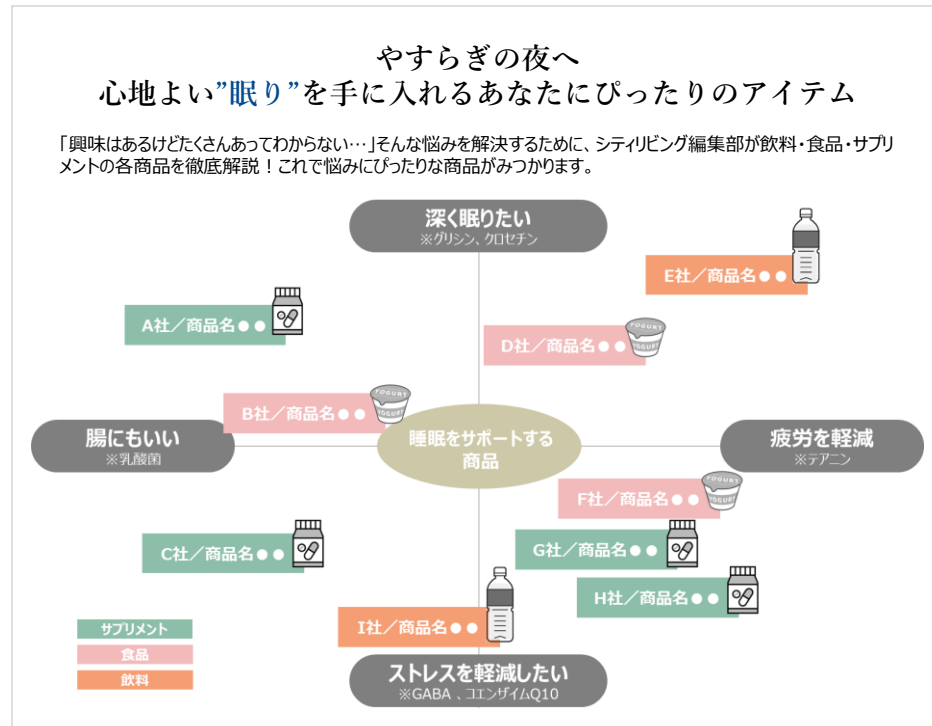 やすらぎの夜へ
心地よい”眠り”を手に入れるあなたにぴったりのアイテム
「興味はあるけどたくさんあってわからない…」そんな悩みを解決するために、シティリビング編集部が飲料・食品・サプリ
メントの各商品を徹底解説！これで悩みにぴったりな商品がみつかります。
深く眠りたい
※グリシン、クロセチン
E社／商品名●●
A社／商品名●●
D社／商品名●●
YOGURT
YOGURT
B社／商品名●●
YOGURT
YOGURT
腸にもいい
※乳酸菌
睡眠をサポートする
商品
疲労を軽減
※テアニン
F社／商品名●●
YOGURT
YOGURT
C社／商品名●●
G社／商品名●●
H社／商品名●●
I社／商品名●●
サプリメント
食品
飲料
ストレスを軽減したい
※GABA 、コエンザイムQ10